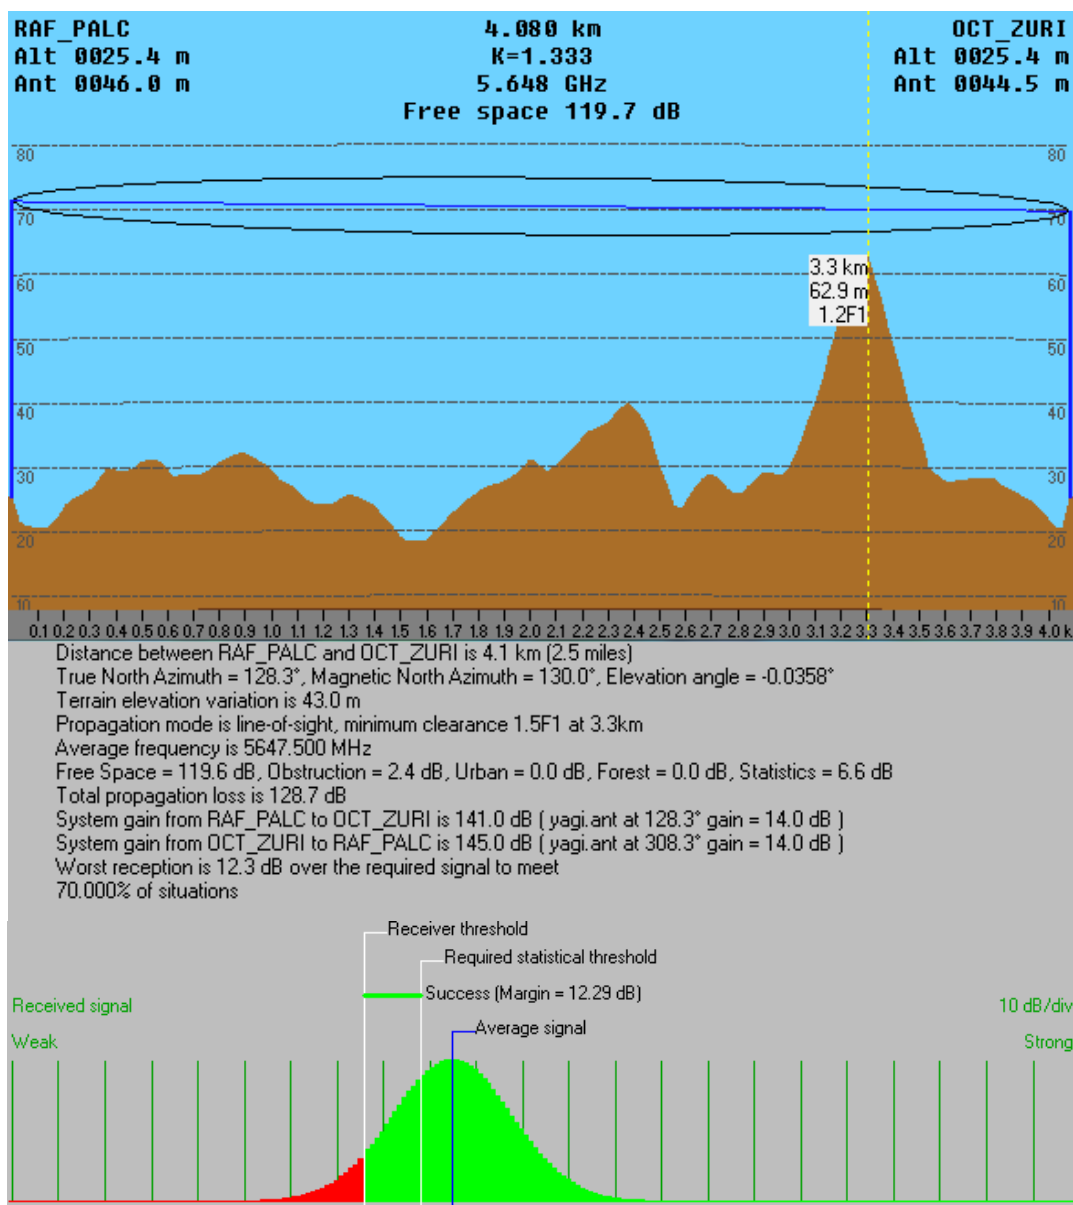 RAF_PALC 4.080 km OCT_ZURI
Alt 0025.4 m K=1.333 Alt 0025.4 m
Ant 0046.0 m 5.648 GHz Ant 0044.5 m
Free space 119.7 dB
80 80
70 70
60 60
50 50
40 40
30 30
20 20
10 10
3.3 km
62.9 m
1.2F1
0.1 0.2 0.3 0.4 0.5 0.6 0.7 0.8 0.9 1.0 1.1 1.2 1.3 1.4 1.5 1.6 1.7 1.8 1.9 2.0 2.1 2.2 2.3 2.4 2.5 2.6 2.7 2.8 2.9 3.0 3.1 3.2 3.3 3.4 3.5 3.6 3.7 3.8 3.9 4.0 k
Distance between RAF_PALC and OCT_ZURI is 4.1 km (2.5 miles)
True North Azimuth = 128.3°, Magnetic North Azimuth = 130.0°, Elevation angle = -0.0358°
Terrain elevation variation is 43.0 m
Propagation mode is line-of-sight, minimum clearance 1.5F1 at 3.3km
Average frequency is 5647.500 MHz
Free Space = 119.6 dB, Obstruction = 2.4 dB, Urban = 0.0 dB, Forest = 0.0 dB, Statistics = 6.6 dB
Total propagation loss is 128.7 dB
System gain from RAF_PALC to OCT_ZURI is 141.0 dB ( yagi.ant at 128.3° gain = 14.0 dB )
System gain from OCT_ZURI to RAF_PALC is 145.0 dB ( yagi.ant at 308.3° gain = 14.0 dB )
Worst reception is 12.3 dB over the required signal to meet
70.000% of situations
Receiver threshold
Required statistical threshold
Success (Margin = 12.29 dB)
Received signal 10 dB/div
Average signal
Weak Strong